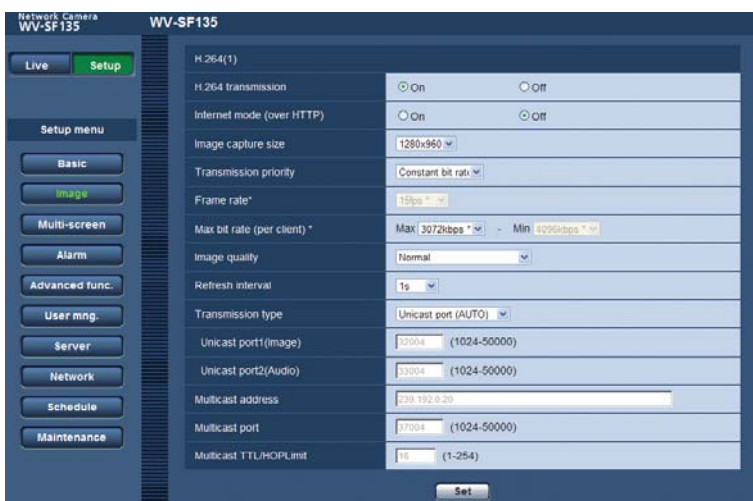 Network Camera
WV-SF135
WV-SF135
Live
Setup
Setup menu
Basic
Image
Multi-screen
Alarm
Advanced func.
User mng.
Server
Network
Schedule
Maintenance
H.264(1)
H.264 transmission On Off
Internet mode (over HTTP) On Off
Image capture size 1280x960
Transmission priority Constant bit rate
Frame rate* 15fps *
Max bit rate (per client) * Max 3072kbps * - Min 4096kbps *
Image quality Normal
Refresh interval 1s
Transmission type Unicast port (AUTO)
Unicast port1(Image) 32004 (1024-50000)
Unicast port2(Audio) 33004 (1024-50000)
Multicast address 239.192.0.20
Multicast port 37004 (1024-50000)
Multicast TTL/HOPLimit 16 (1-254)
Set